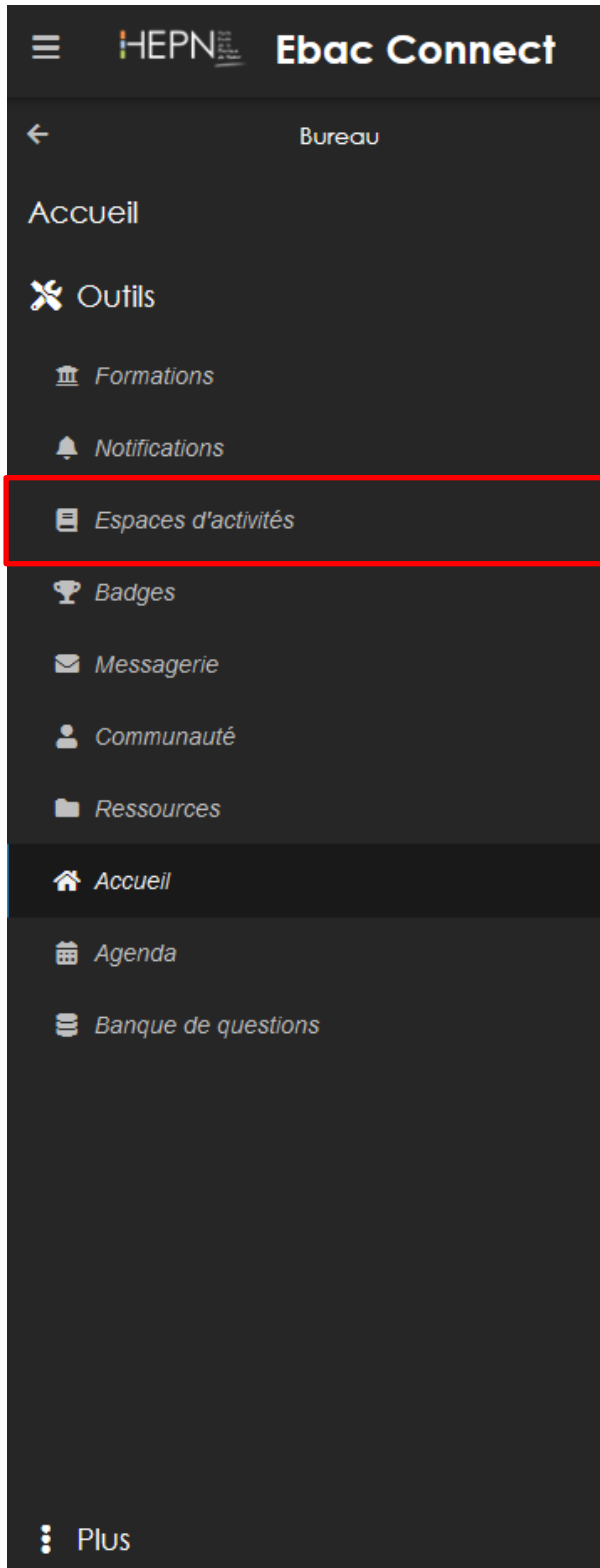 HEPNL Ebac Connect
Bureau
Accueil
Outils
Formations
Notifications
Espaces d'activités
Badges
Messagerie
Communauté
Ressources
Accueil
Agenda
Banque de questions
Plus